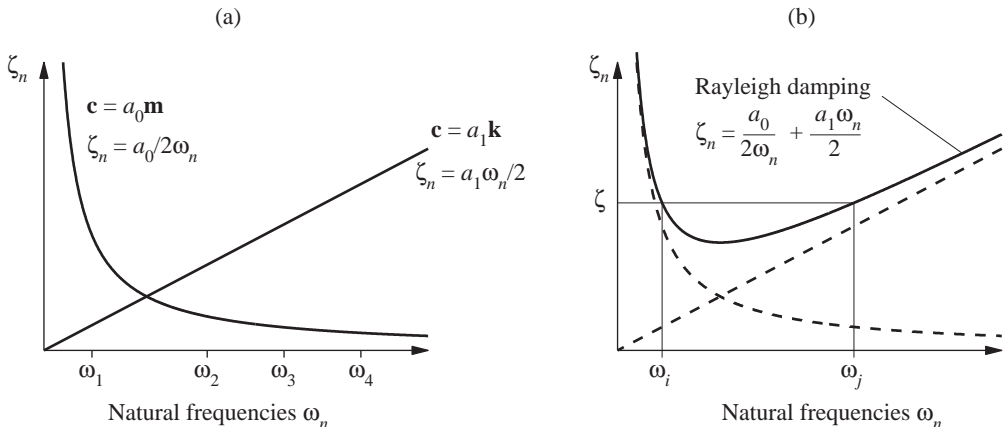 (a)
ζn
c = a0m
ζn = a0/2ωn
c = a1k
ζn = a1ωn/2
ω1 ω2 ω3 ω4
Natural frequencies ωn
(b)
ζn
Rayleigh damping
ζn = a0/2ωn + a1ωn/2
ζ
ωi ωj
Natural frequencies ωn